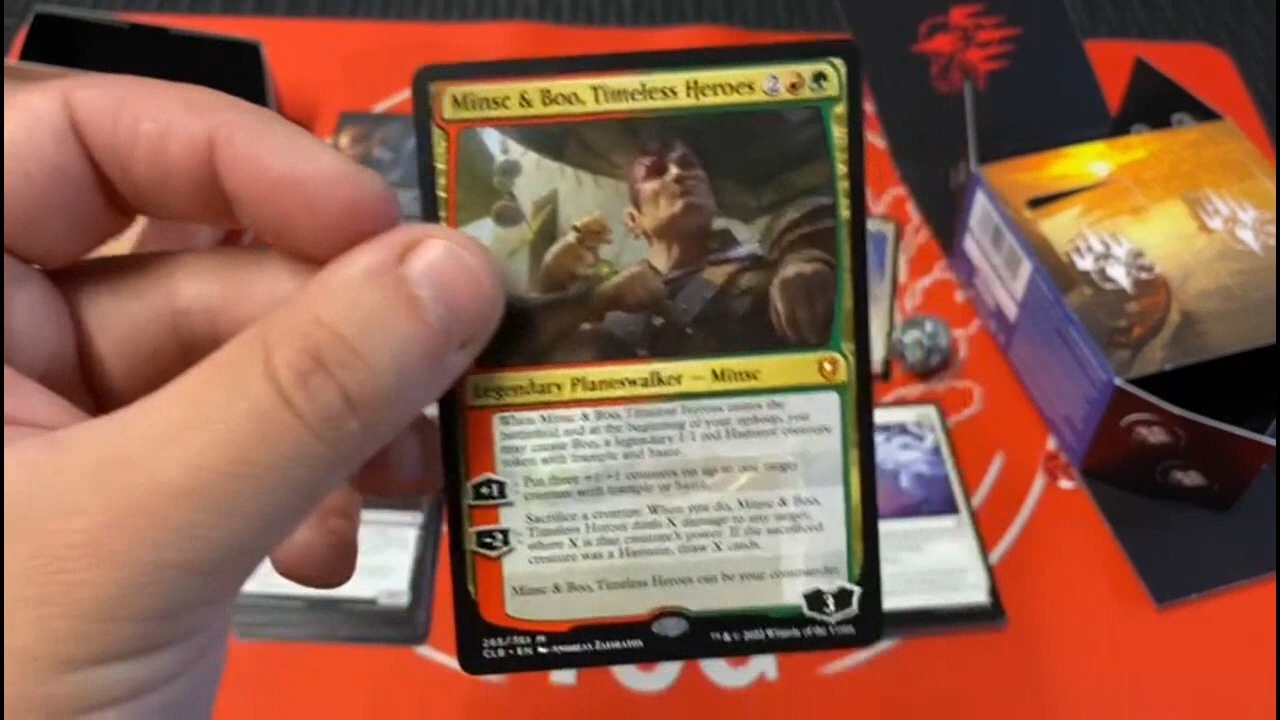 Minsc & Boo, Timeless Heroes 2
Legendary Planeswalker — Minsc
When Minsc & Boo, Timeless Heroes enters the
battlefield and at the beginning of your upkeep, you
may create Boo, a legendary 1/1 red Hamster creature
token with trample and haste.
+1: Put three +1/+1 counters on up to one target
creature with trample or haste.
-2: Sacrifice a creature. When you do, Minsc & Boo,
Timeless Heroes deals X damage to any target,
where X is that creature's power. If the sacrificed
creature was a Hamster, draw X cards.
Minsc & Boo, Timeless Heroes can be your commander.
3
CLB • EN
™ & © 2022 Wizards of the Coast